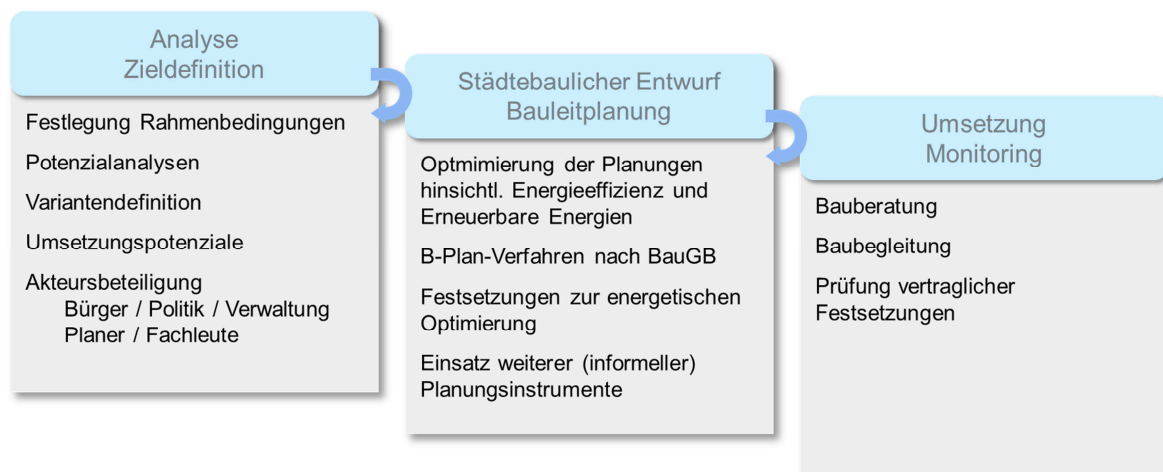 Analyse
Zieldefinition
Festlegung Rahmenbedingungen
Potenzialanalysen
Variantendefinition
Umsetzungspotenziale
Akteursbeteiligung
Bürger / Politik / Verwaltung
Planer / Fachleute
Städtebaulicher Entwurf
Bauleitplanung
Optmimierung der Planungen
hinsichtl. Energieeffizienz und
Erneuerbare Energien
B-Plan-Verfahren nach BauGB
Festsetzungen zur energetischen
Optimierung
Einsatz weiterer (informeller)
Planungsinstrumente
Umsetzung
Monitoring
Bauberatung
Baubegleitung
Prüfung vertraglicher
Festsetzungen